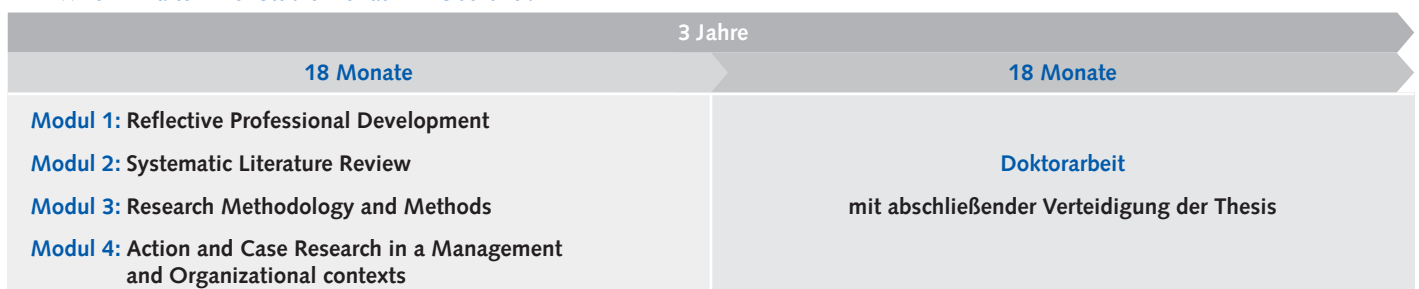 3 Jahre
18 Monate
18 Monate
Modul 1: Reflective Professional Development
Modul 2: Systematic Literature Review
Modul 3: Research Methodology and Methods
Modul 4: Action and Case Research in a Management
and Organizational contexts
Doktorarbeit
mit abschließender Verteidigung der Thesis